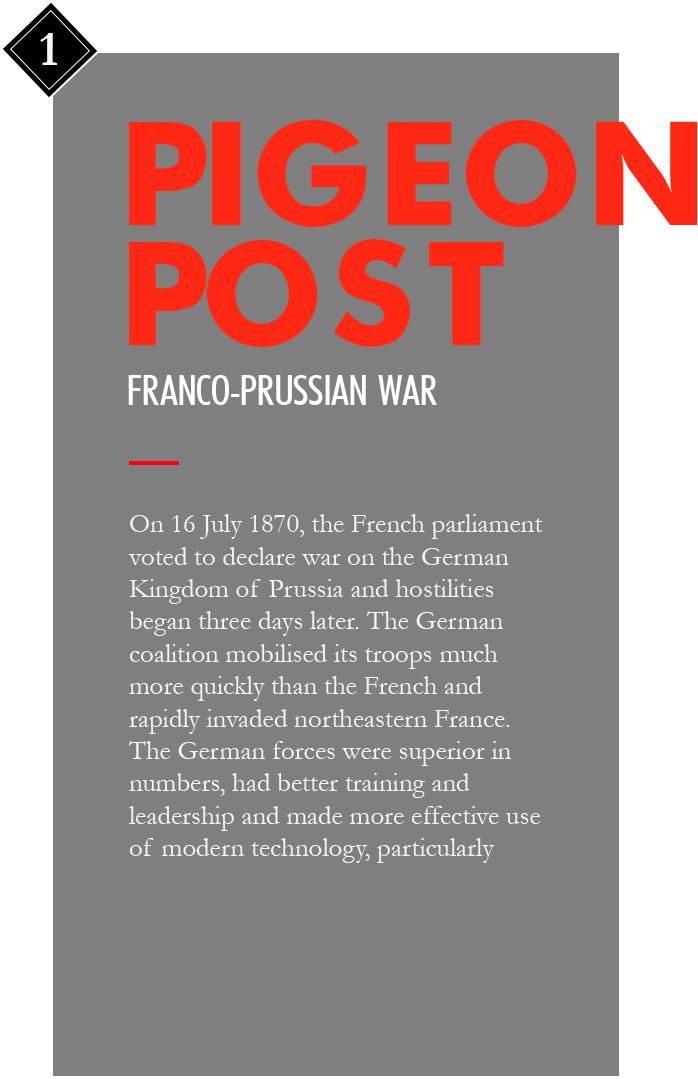 1
PIGEON
POST
FRANCO-PRUSSIAN WAR
On 16 July 1870, the French parliament
voted to declare war on the German
Kingdom of Prussia and hostilities
began three days later. The German
coalition mobilised its troops much
more quickly than the French and
rapidly invaded northeastern France.
The German forces were superior in
numbers, had better training and
leadership and made more effective use
of modern technology, particularly